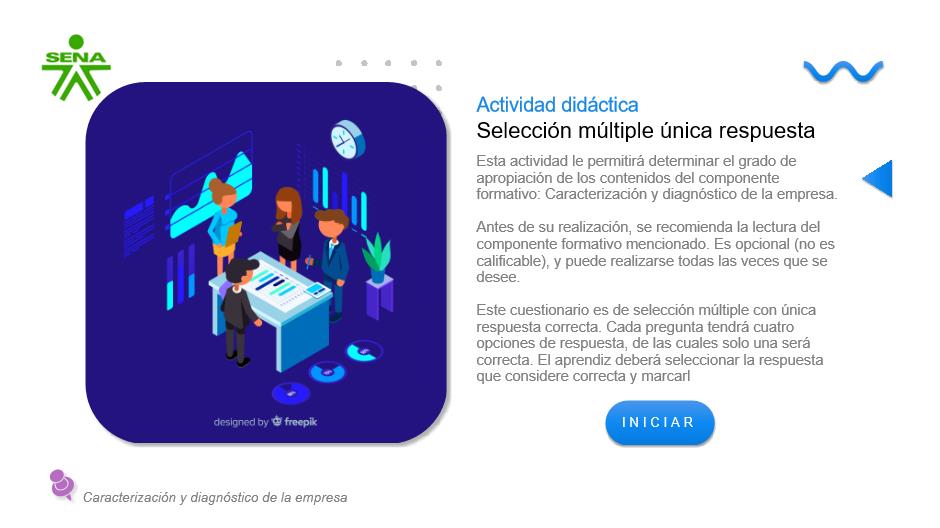 SENA
Actividad didáctica
Selección múltiple única respuesta
Esta actividad le permitirá determinar el grado de
apropiación de los contenidos del componente
formativo: Caracterización y diagnóstico de la empresa.
Antes de su realización, se recomienda la lectura del
componente formativo mencionado. Es opcional (no es
calificable), y puede realizarse todas las veces que se
desee.
Este cuestionario es de selección múltiple con única
respuesta correcta. Cada pregunta tendrá cuatro
opciones de respuesta, de las cuales solo una será
correcta. El aprendiz deberá seleccionar la respuesta
que considere correcta y marcarl
INICIAR
designed by freepik
Caracterización y diagnóstico de la empresa